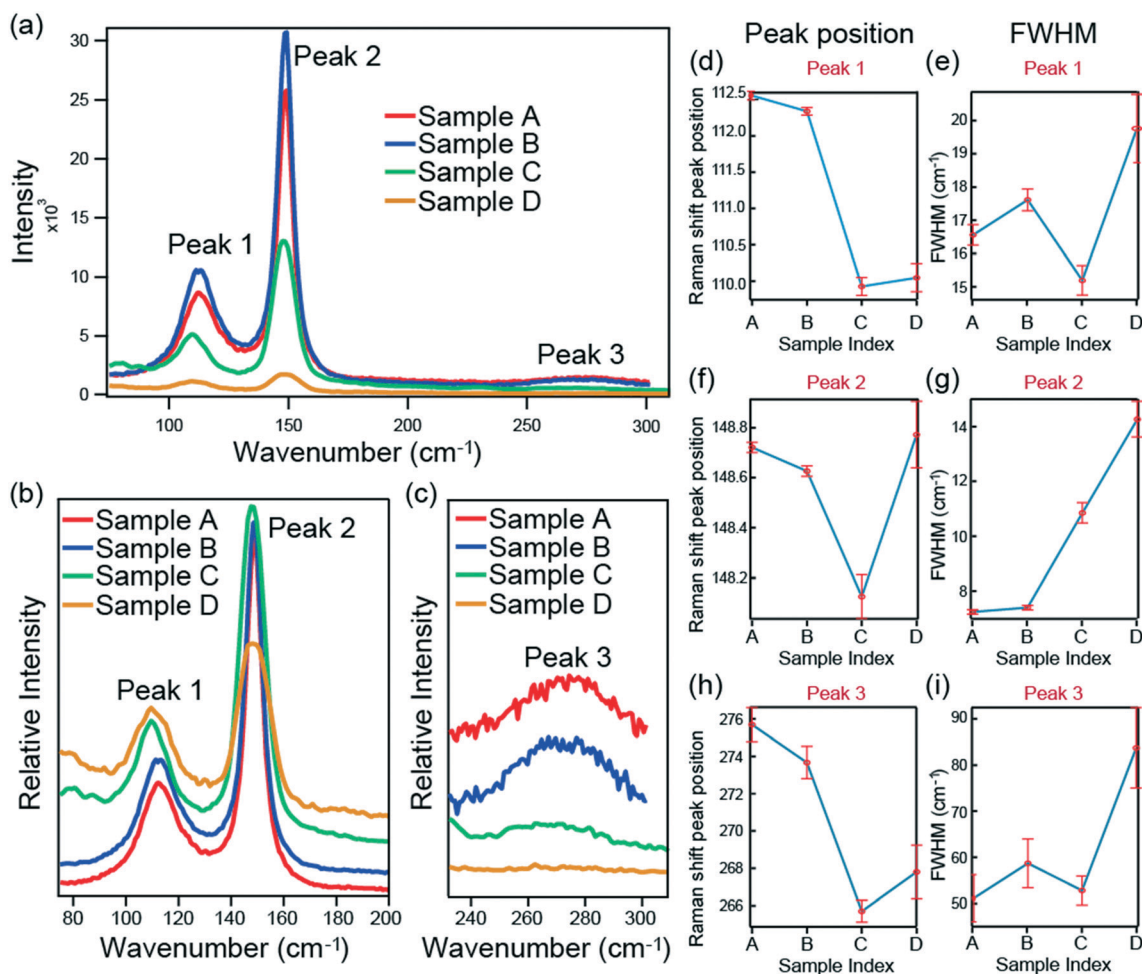 (a)
30
25
20
15
10
5
0
Intensity
x10³
Peak 1
Peak 2
Peak 3
Sample A
Sample B
Sample C
Sample D
100
150
200
250
300
Wavenumber (cm⁻¹)
(b)
Sample A
Sample B
Sample C
Sample D
Peak 1
Peak 2
Relative Intensity
80
100
120
140
160
180
200
Wavenumber (cm⁻¹)
(c)
Sample A
Sample B
Sample C
Sample D
Peak 3
Relative Intensity
240
260
280
300
Wavenumber (cm⁻¹)
Peak position
FWHM
(d)
Peak 1
Raman shift peak position
112.5
112.0
111.5
111.0
110.5
110.0
A B C D
Sample Index
(e)
Peak 1
FWHM (cm⁻¹)
20
19
18
17
16
15
A B C D
Sample Index
(f)
Peak 2
Raman shift peak position
148.8
148.6
148.4
148.2
A B C D
Sample Index
(g)
Peak 2
FWHM (cm⁻¹)
14
12
10
8
A B C D
Sample Index
(h)
Peak 3
Raman shift peak position
276
274
272
270
268
266
A B C D
Sample Index
(i)
Peak 3
FWHM (cm⁻¹)
90
80
70
60
50
A B C D
Sample Index